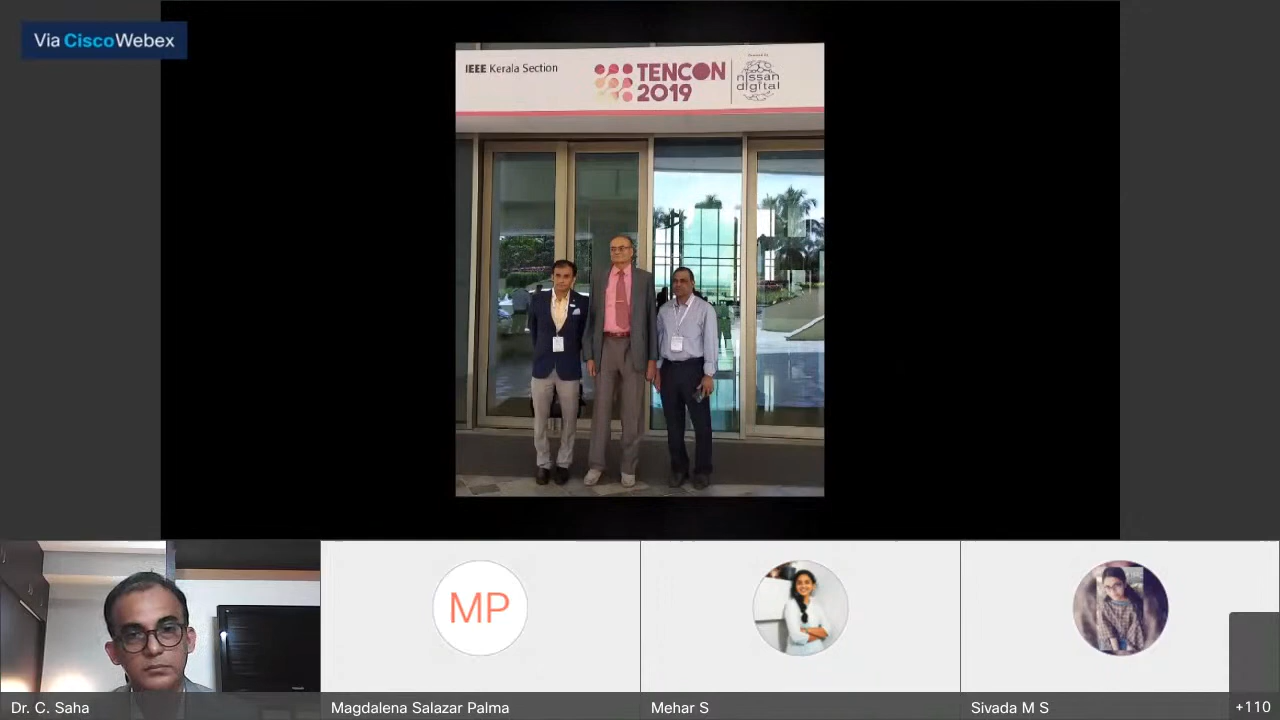 Via CiscoWebex
IEEE Kerala Section
TENCON
2019
nissan
digital
MP
Dr. C. Saha
Magdalena Salazar Palma
Mehar S
Sivada M S
+110